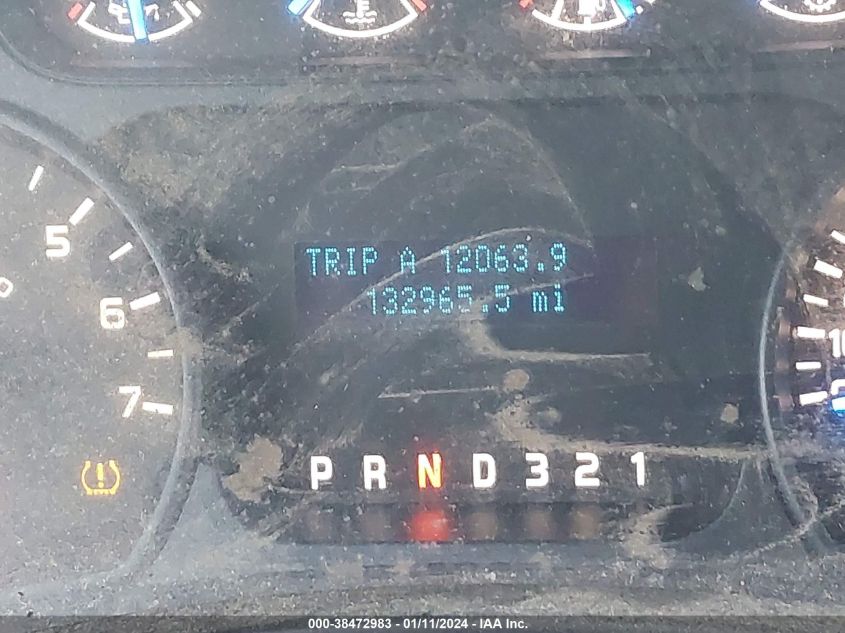 E
TRIP A 12063.9
132965.5 mi
5
6
7
P R N D 3 2 1
000-38472983 - 01/11/2024 - IAA Inc.